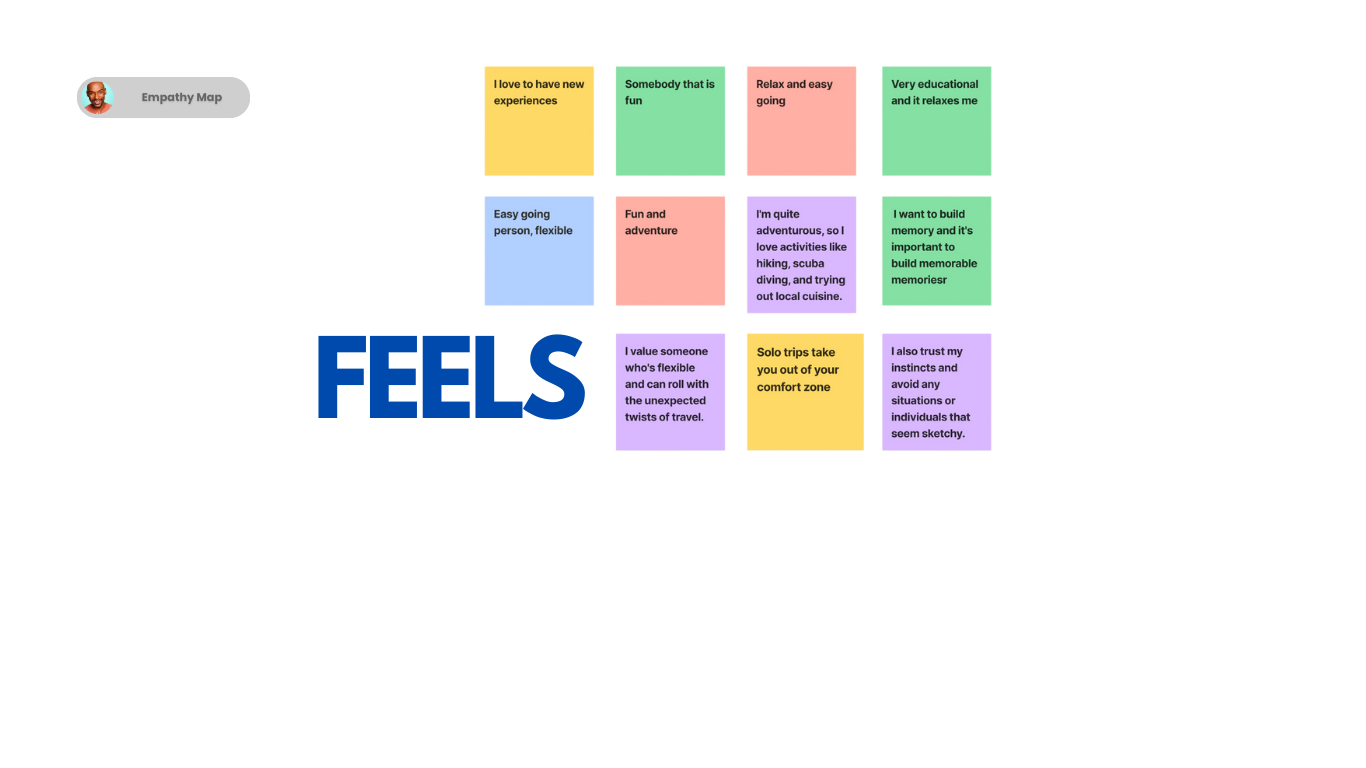 Empathy Map
I love to have new
experiences
Somebody that is
fun
Relax and easy
going
Very educational
and it relaxes me
Easy going
person, flexible
Fun and
adventure
I'm quite
adventurous, so I
love activities like
hiking, scuba
diving, and trying
out local cuisine.
I want to build
memory and it's
important to
build memorable
memoriesr
FEELS
I value someone
who's flexible
and can roll with
the unexpected
twists of travel.
Solo trips take
you out of your
comfort zone
I also trust my
instincts and
avoid any
situations or
individuals that
seem sketchy.